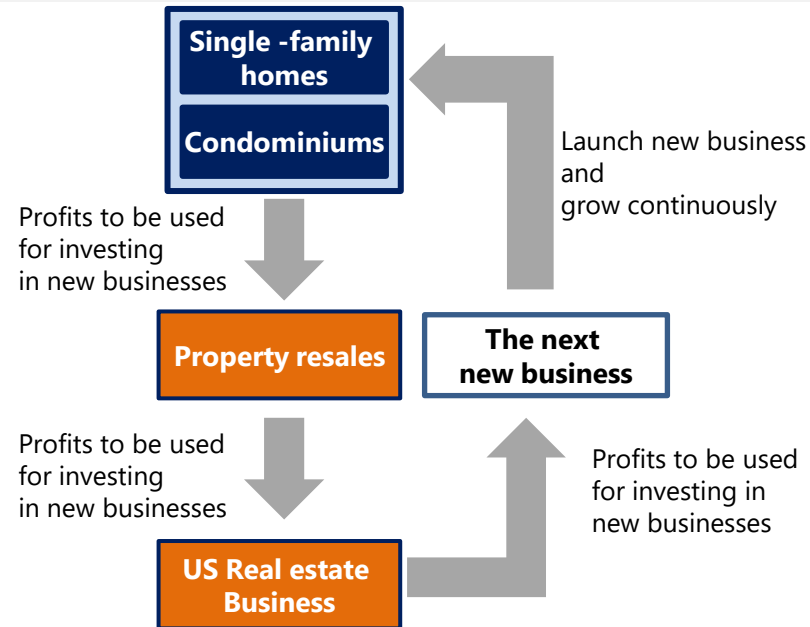 Single -family
homes
Condominiums
Launch new business
and
grow continuously
Profits to be used
for investing
in new businesses
Property resales
The next
new business
Profits to be used
for investing
in new businesses
Profits to be used
for investing in
new businesses
US Real estate
Business